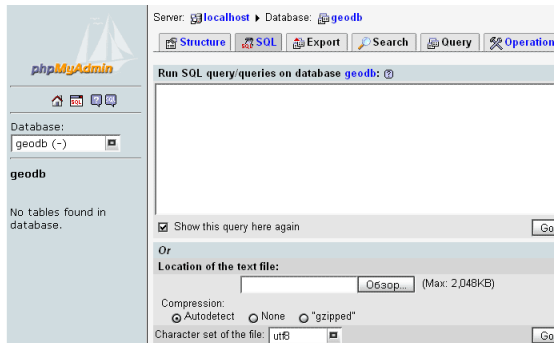 Server: localhost ▸ Database: geodb
Structure SQL Export Search Query Operation
phpMyAdmin
SQL
Database:
geodb (-)
geodb
No tables found in
database.
Run SQL query/queries on database geodb:
Show this query here again
Go
Or
Location of the text file:
Обзор... (Max: 2,048KB)
Compression:
Autodetect None "gzipped"
Character set of the file: utf8
Go